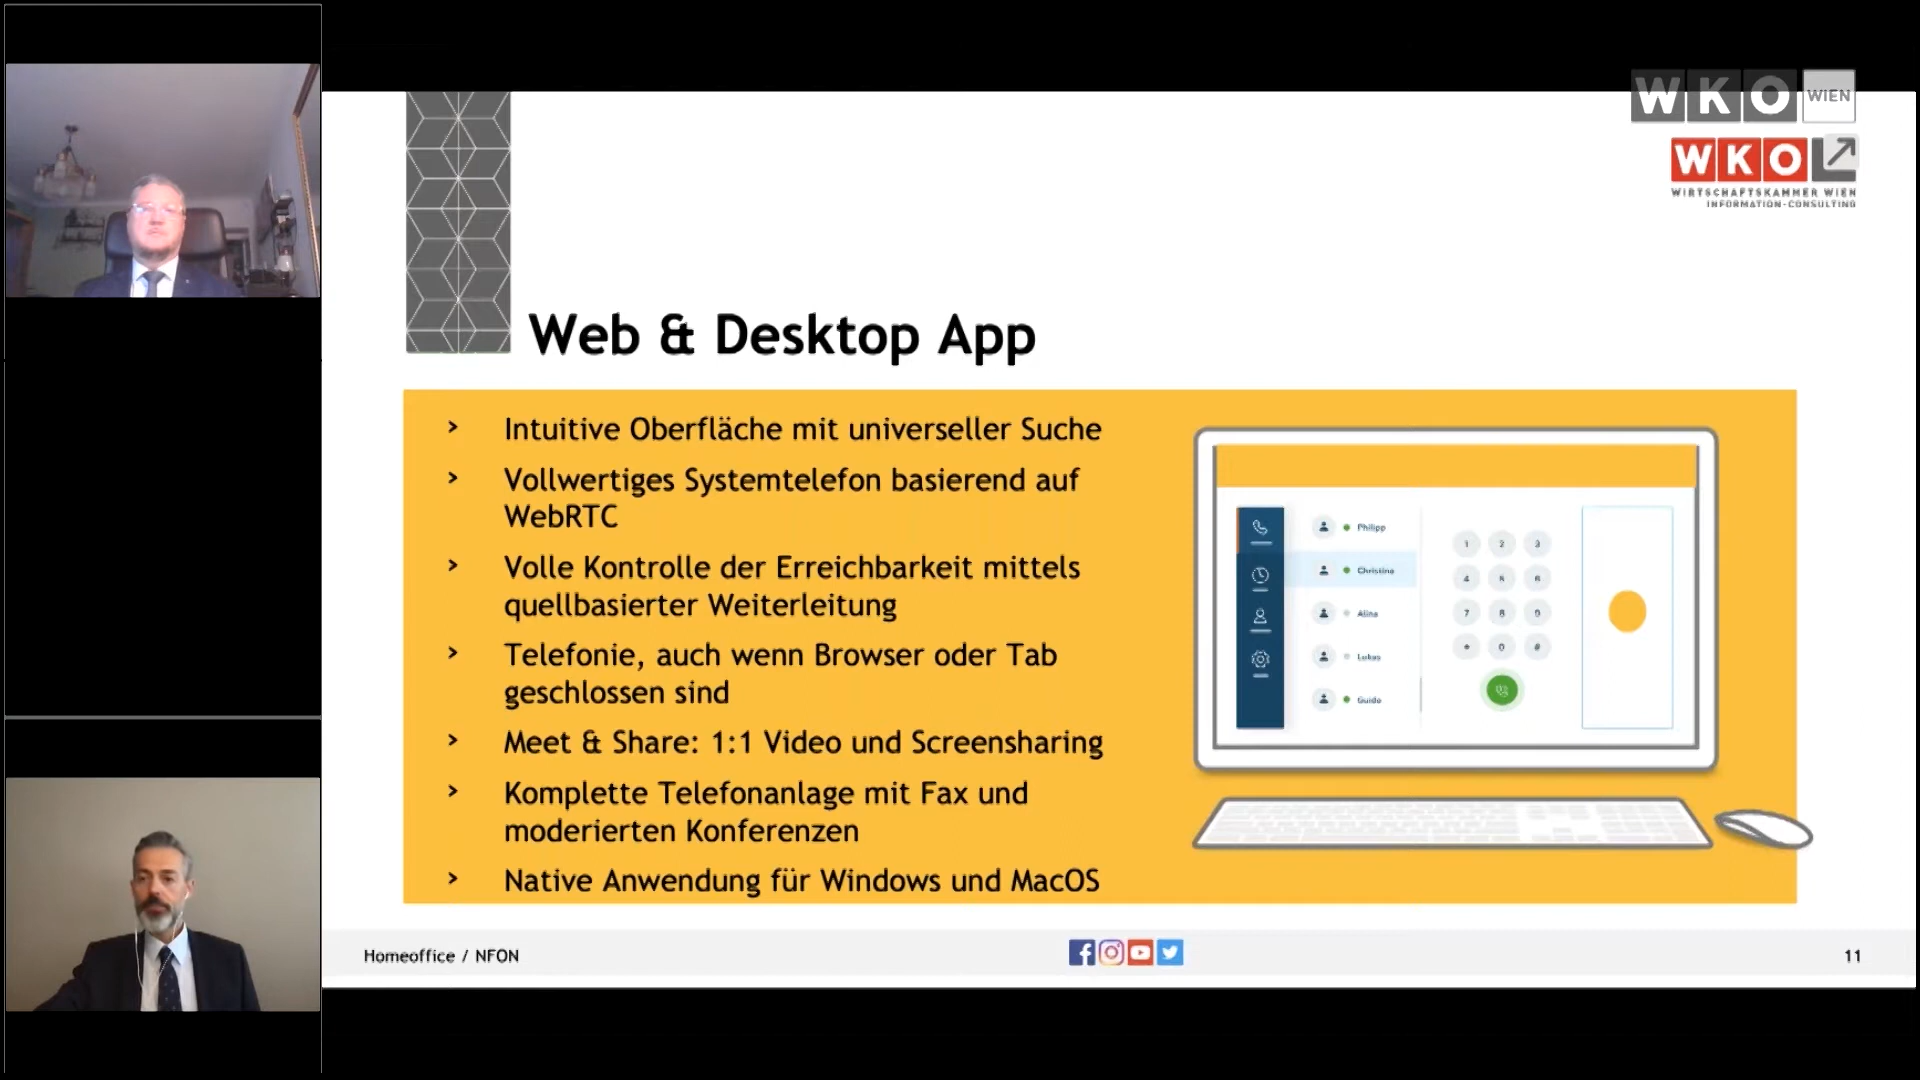 WKO WIEN
WKO
WIRTSCHAFTSKAMMER WIEN
INFORMATION-CONSULTING
Web & Desktop App
> Intuitive Oberfläche mit universeller Suche
> Vollwertiges Systemtelefon basierend auf
WebRTC
> Volle Kontrolle der Erreichbarkeit mittels
quellbasierter Weiterleitung
> Telefonie, auch wenn Browser oder Tab
geschlossen sind
> Meet & Share: 1:1 Video und Screensharing
> Komplette Telefonanlage mit Fax und
moderierten Konferenzen
> Native Anwendung für Windows und MacOS
Philipp
Christina
Alina
Lukas
Guido
1 2 3
4 5 6
7 8 9
* 0 #
Homeoffice / NFON
11